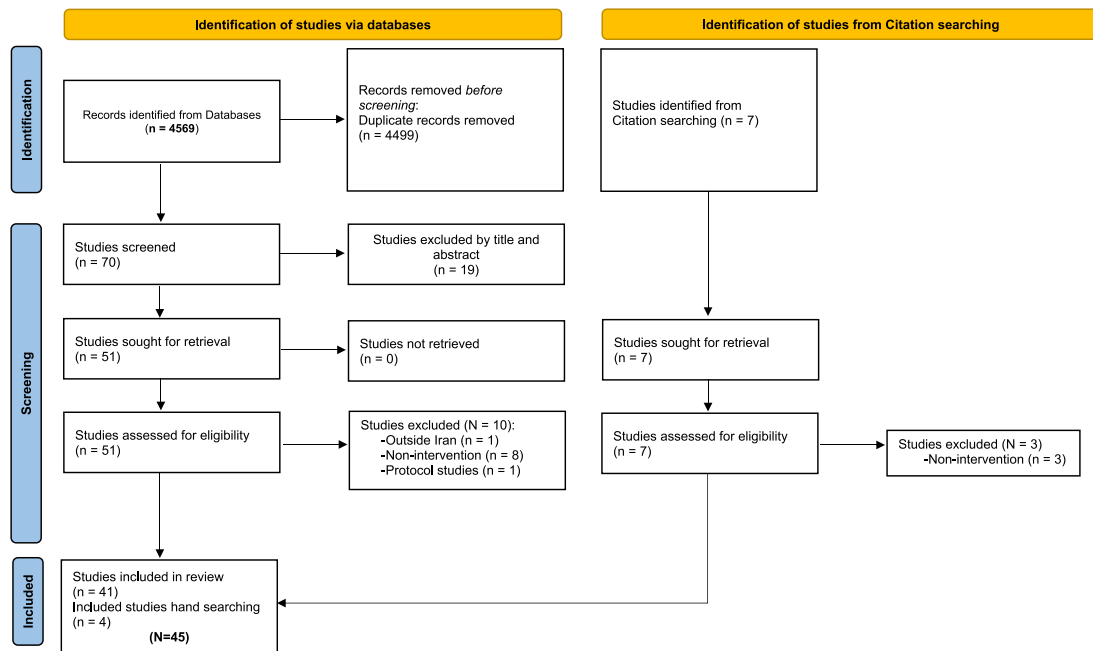 Identification of studies via databases
Identification of studies from Citation searching
Identification
Records identified from Databases
(n = 4569)
Records removed before
screening:
Duplicate records removed
(n = 4499)
Studies identified from
Citation searching (n = 7)
Screening
Studies screened
(n = 70)
Studies excluded by title and
abstract
(n = 19)
Studies sought for retrieval
(n = 51)
Studies not retrieved
(n = 0)
Studies sought for retrieval
(n = 7)
Studies assessed for eligibility
(n = 51)
Studies excluded (N = 10):
-Outside Iran (n = 1)
-Non-intervention (n = 8)
-Protocol studies (n = 1)
Studies assessed for eligibility
(n = 7)
Studies excluded (N = 3)
-Non-intervention (n = 3)
Included
Studies included in review
(n = 41)
Included studies hand searching
(n = 4)
(N=45)